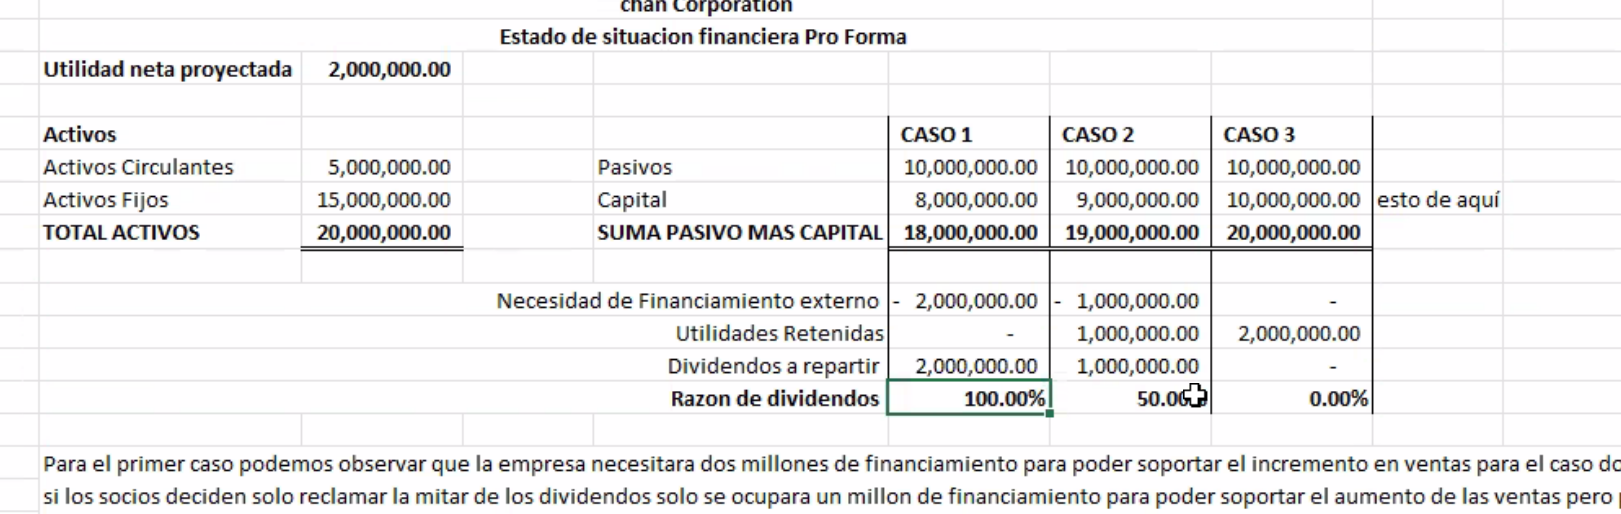 chan Corporation
Estado de situacion financiera Pro Forma
Utilidad neta proyectada 2,000,000.00
Activos CASO 1 CASO 2 CASO 3
Activos Circulantes 5,000,000.00 Pasivos 10,000,000.00 10,000,000.00 10,000,000.00
Activos Fijos 15,000,000.00 Capital 8,000,000.00 9,000,000.00 10,000,000.00 esto de aquí
TOTAL ACTIVOS 20,000,000.00 SUMA PASIVO MAS CAPITAL 18,000,000.00 19,000,000.00 20,000,000.00
Necesidad de Financiamiento externo - 2,000,000.00 - 1,000,000.00 -
Utilidades Retenidas - 1,000,000.00 2,000,000.00
Dividendos a repartir 2,000,000.00 1,000,000.00 -
Razon de dividendos 100.00% 0.00%
Para el primer caso podemos observar que la empresa necesitara dos millones de financiamiento para poder soportar el incremento en ventas para el caso
si los socios deciden solo reclamar la mitar de los dividendos solo se ocupara un millon de financiamiento para poder soportar el aumento de las ventas pero